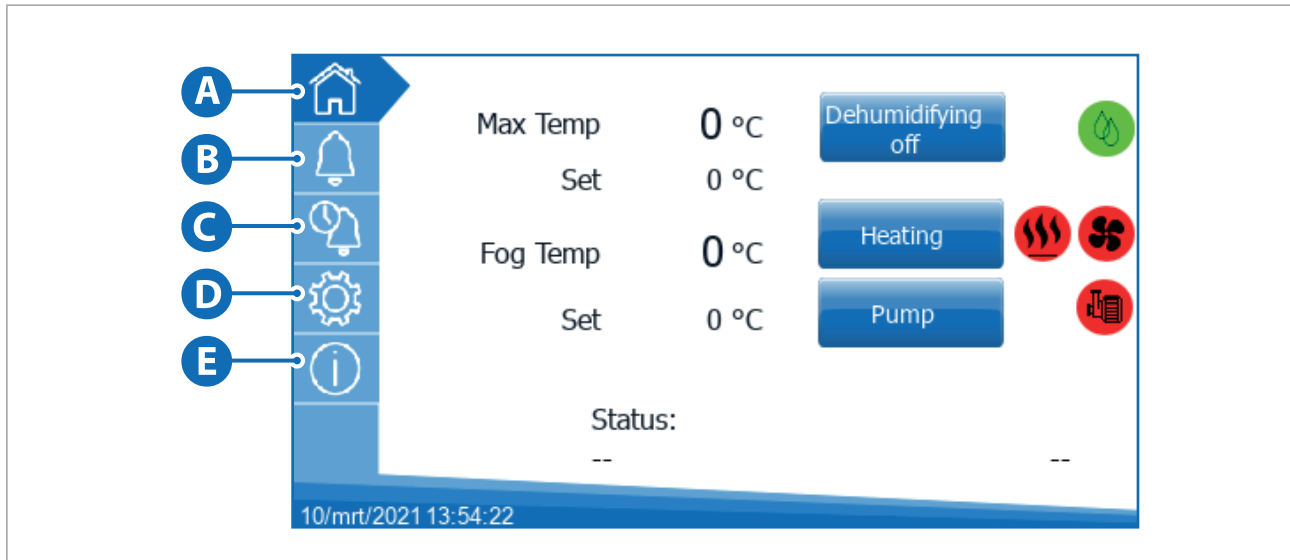 A
B
C
D
E
Max Temp 0 °C
Set 0 °C
Fog Temp 0 °C
Set 0 °C
Dehumidifying
off
Heating
Pump
Status:
-- --
10/mrt/2021 13:54:22